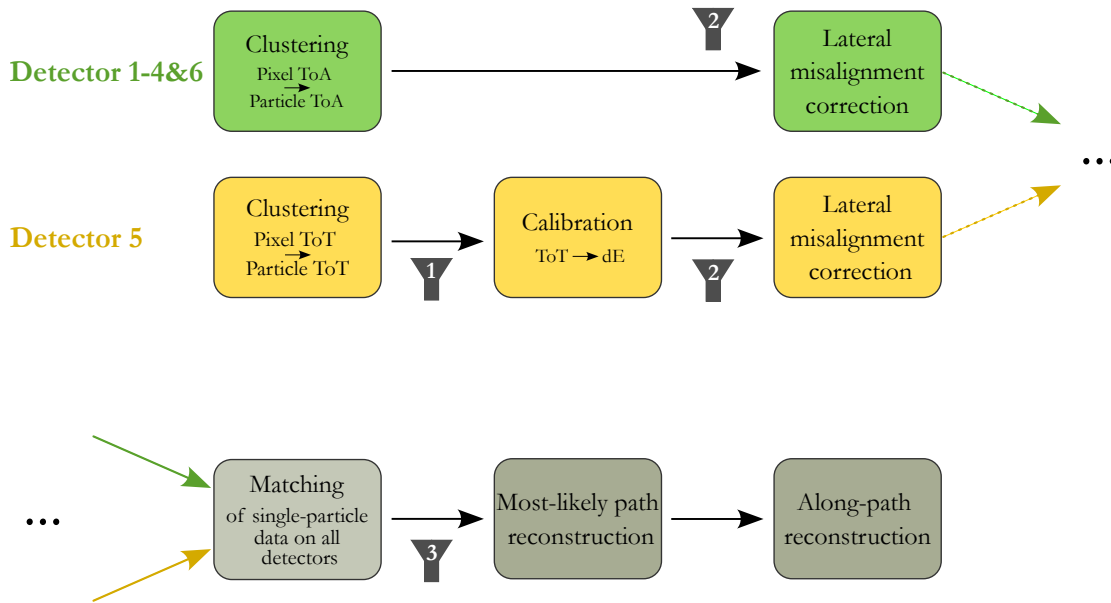 2
Clustering
Pixel ToA
→
Particle ToA
Lateral
misalignment
correction
Detector 1-4&6
...
Clustering
Pixel ToT
→
Particle ToT
Calibration
ToT → dE
Lateral
misalignment
correction
Detector 5
1
2
Matching
of single-particle
data on all
detectors
Most-likely path
reconstruction
Along-path
reconstruction
...
3